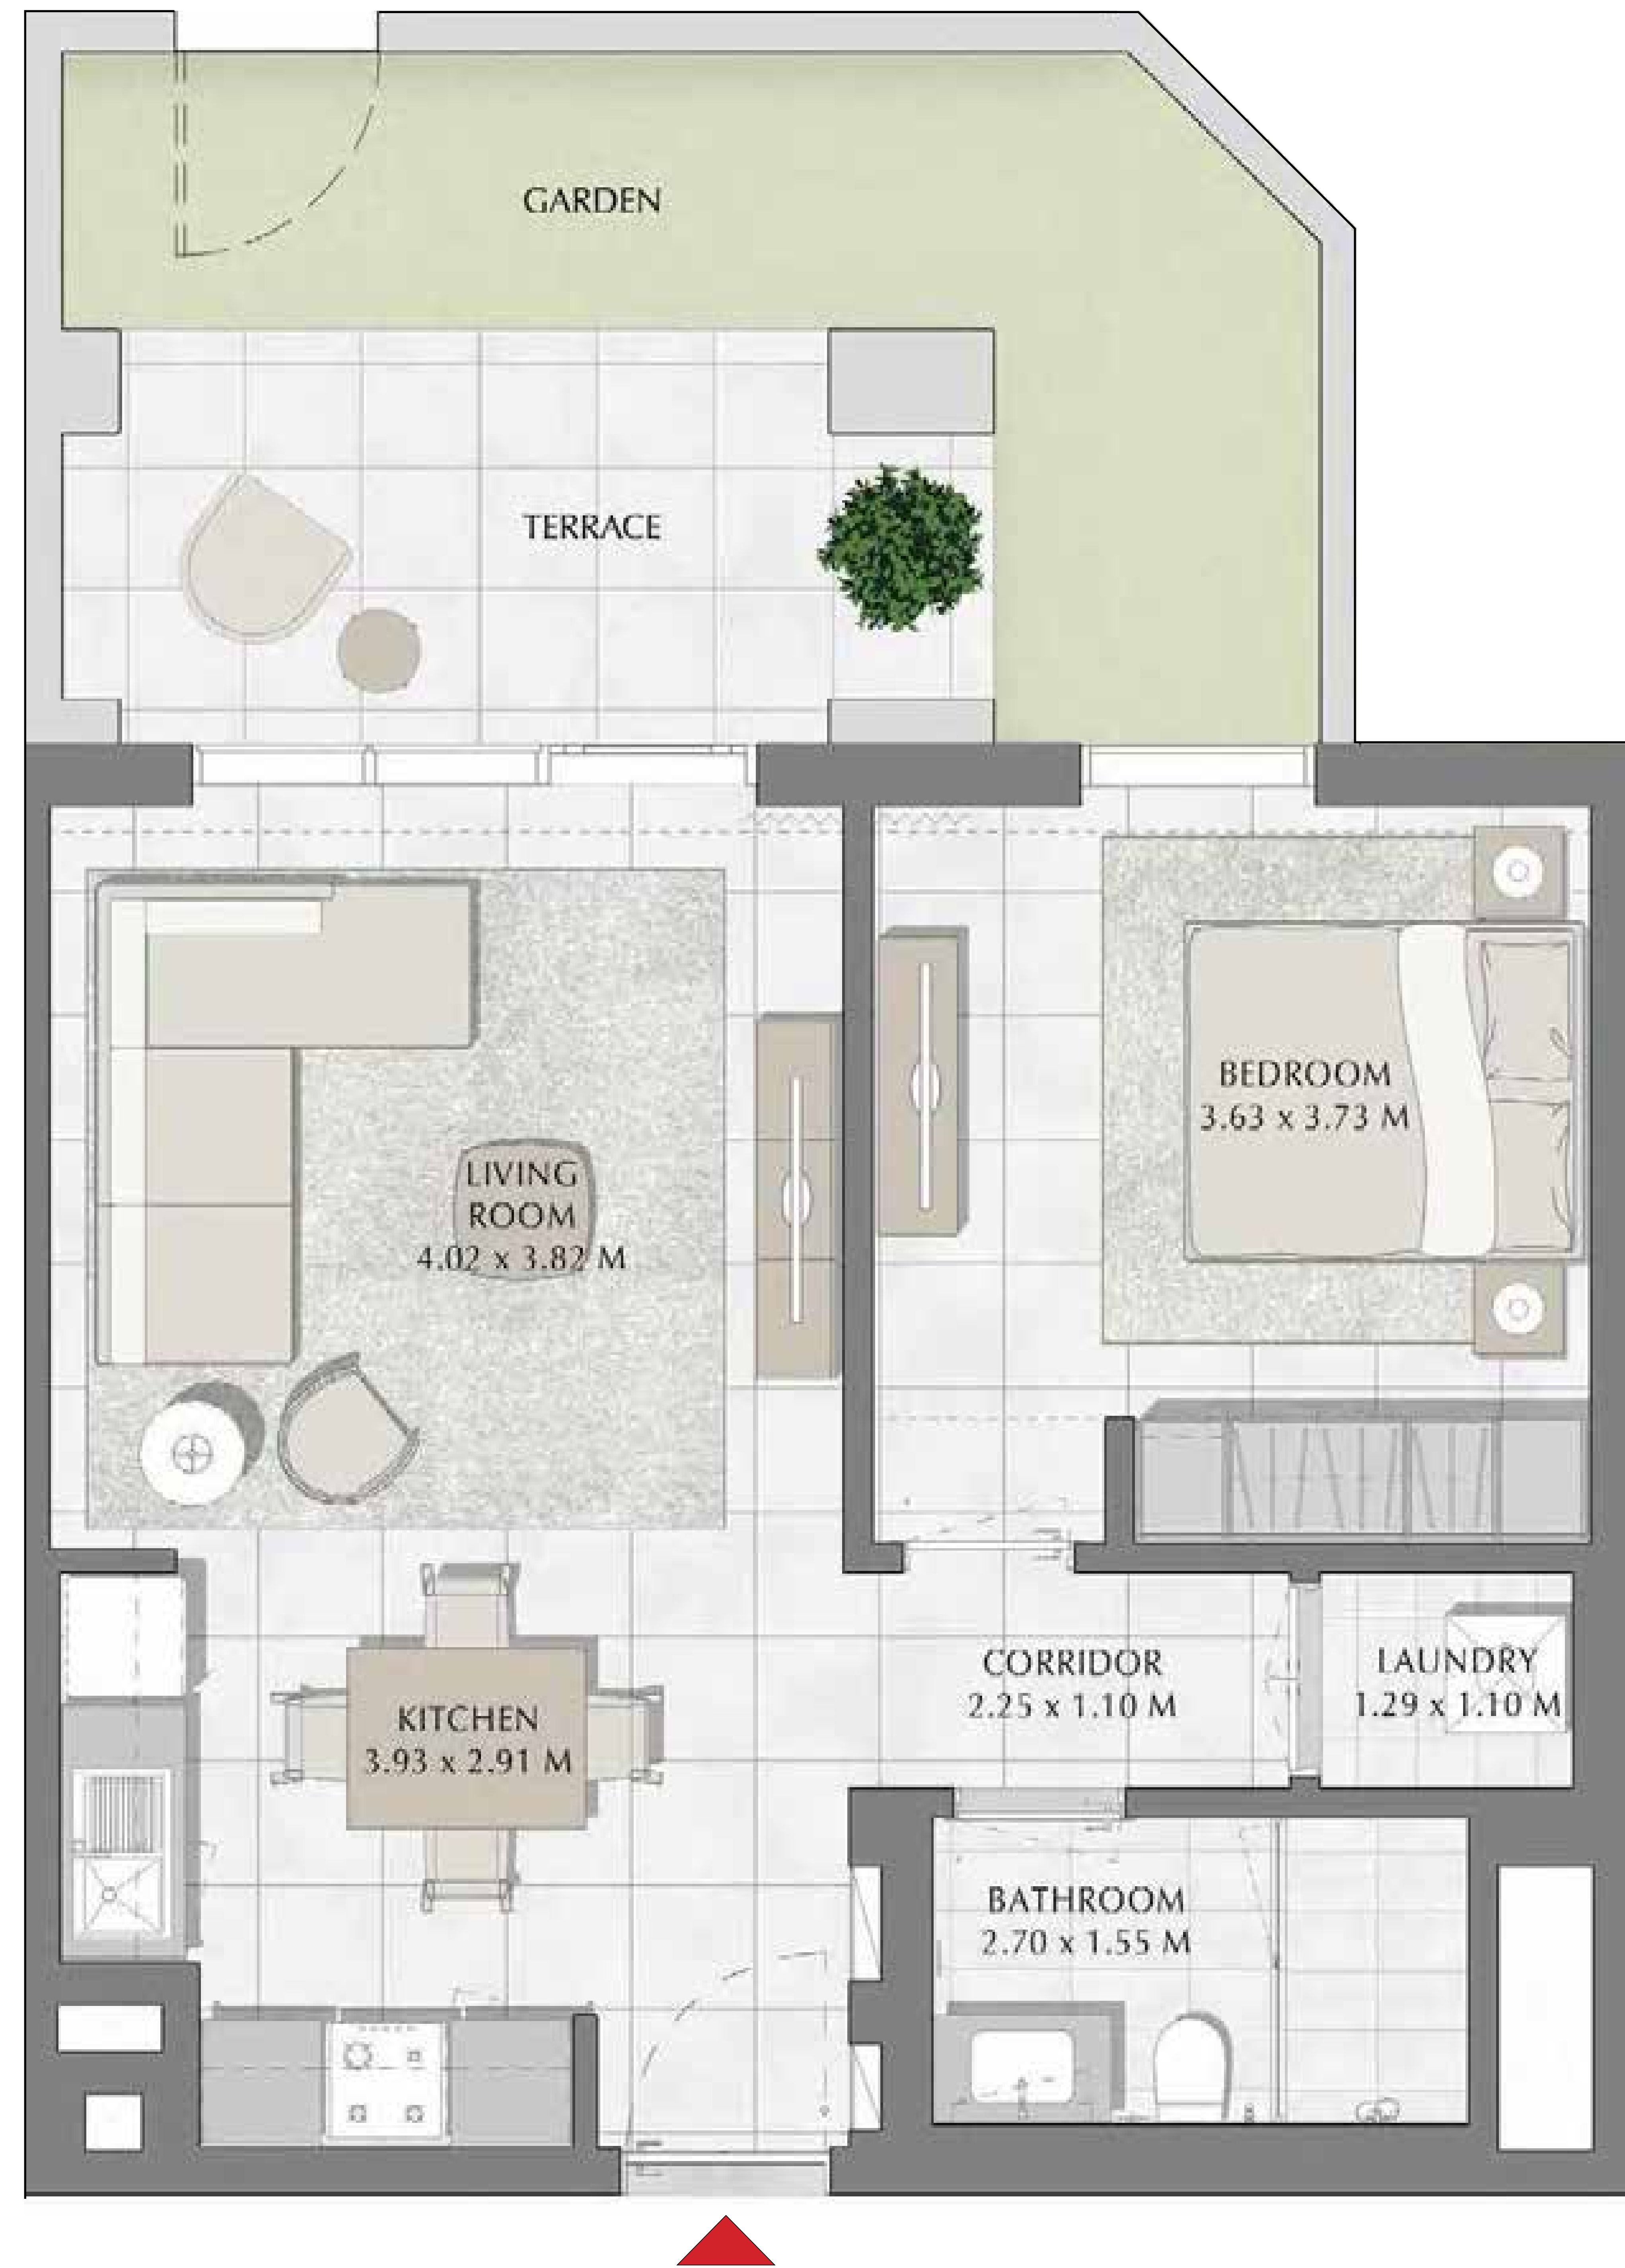 GARDEN
TERRACE
BEDROOM
3.63 x 3.73 M
LIVING
ROOM
4.02 x 3.82 M
CORRIDOR
2.25 x 1.10 M
LAUNDRY
1.29 x 1.10 M
KITCHEN
3.93 x 2.91 M
BATHROOM
2.70 x 1.55 M